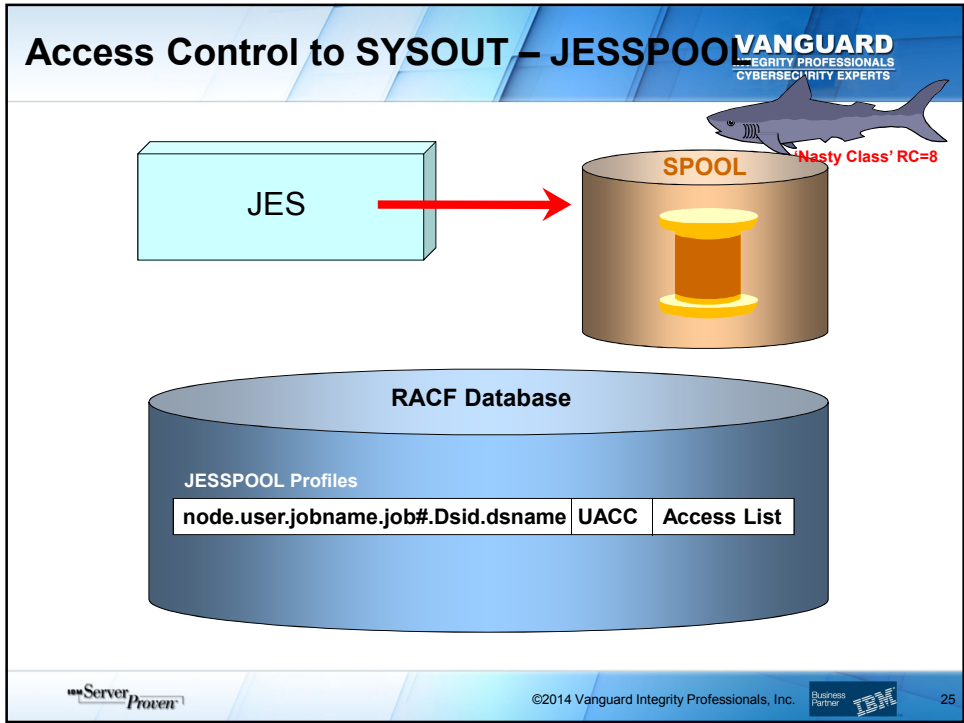 Access Control to SYSOUT – JESSPOOL
VANGUARD
INTEGRITY PROFESSIONALS
CYBERSECURITY EXPERTS
JES
SPOOL
'Nasty Class' RC=8
RACF Database
JESSPOOL Profiles
node.user.jobname.job#.Dsid.dsname UACC Access List
IBM Server Proven
©2014 Vanguard Integrity Professionals, Inc.
Business Partner IBM
25